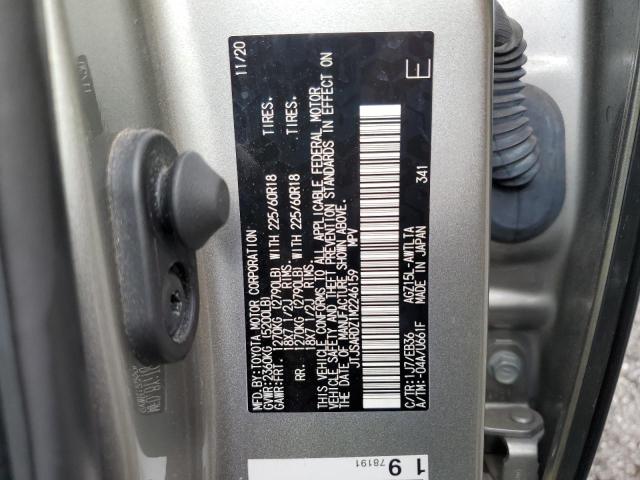 MFD.BY:TOYOTA MOTOR CORPORATION 11/20
GVWR:2360KG (5200LB)
GAWR:FRT. 1270KG (2790LB) WITH 225/60R18 TIRES.
18X7 1/2J RIMS.
RR. 1270KG (2790LB) WITH 225/60R18 TIRES.
18X7 1/2J RIMS.
THIS VEHICLE CONFORMS TO ALL APPLICABLE FEDERAL MOTOR
VEHICLE SAFETY AND THEFT PREVENTION STANDARDS IN EFFECT ON
THE DATE OF MANUFACTURE SHOWN ABOVE.
JTJSARDZ1M2246159 MPV
E
C/TR:1J7/EB36 AGZ15L-AWTLTA
A/TM:-04A/U661F MADE IN JAPAN 341
1 9
78191